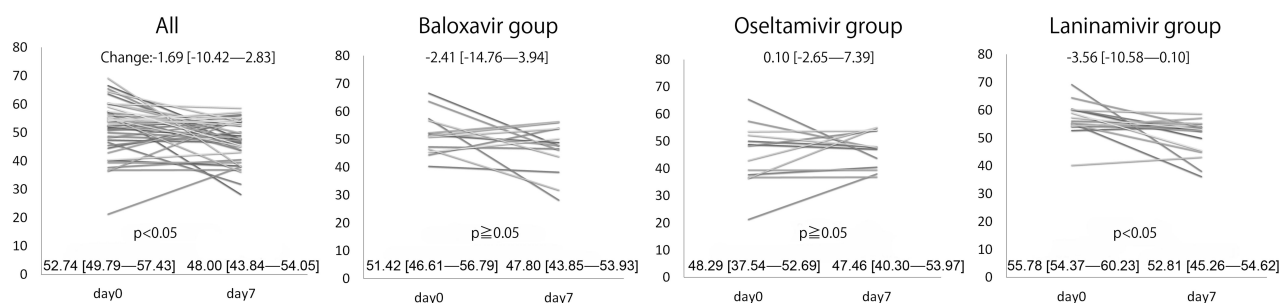 All
Change:-1.69 [-10.42—2.83]
80
70
60
50
40
30
20
10
0
p<0.05
52.74 [49.79—57.43] 48.00 [43.84—54.05]
day0 day7
Baloxavir goup
-2.41 [-14.76—3.94]
80
70
60
50
40
30
20
10
0
p≧0.05
51.42 [46.61—56.79] 47.80 [43.85—53.93]
day0 day7
Oseltamivir group
0.10 [-2.65—7.39]
80
70
60
50
40
30
20
10
0
p≧0.05
48.29 [37.54—52.69] 47.46 [40.30—53.97]
day0 day7
Laninamivir group
-3.56 [-10.58—0.10]
80
70
60
50
40
30
20
10
0
p<0.05
55.78 [54.37—60.23] 52.81 [45.26—54.62]
day0 day7